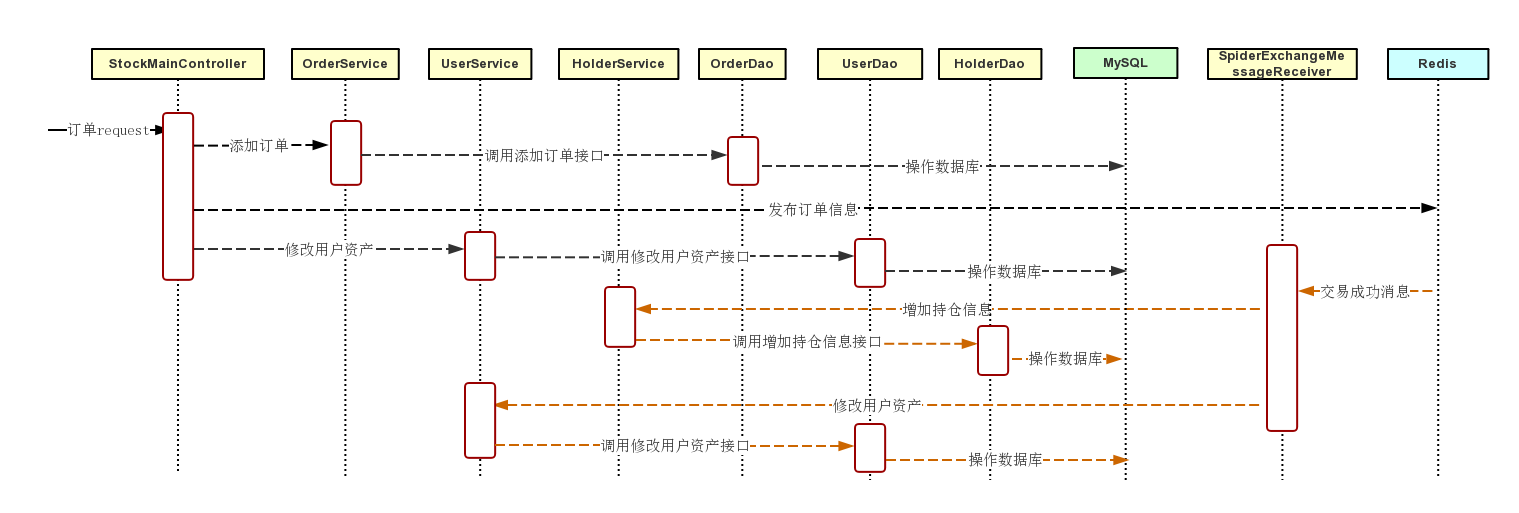 StockMainController
OrderService
UserService
HolderService
OrderDao
UserDao
HolderDao
MySQL
SpiderExchangeMe
ssageReceiver
Redis
订单request
添加订单
调用添加订单接口
操作数据库
发布订单信息
修改用户资产
调用修改用户资产接口
操作数据库
交易成功消息
增加持仓信息
调用增加持仓信息接口
操作数据库
修改用户资产
调用修改用户资产接口
操作数据库